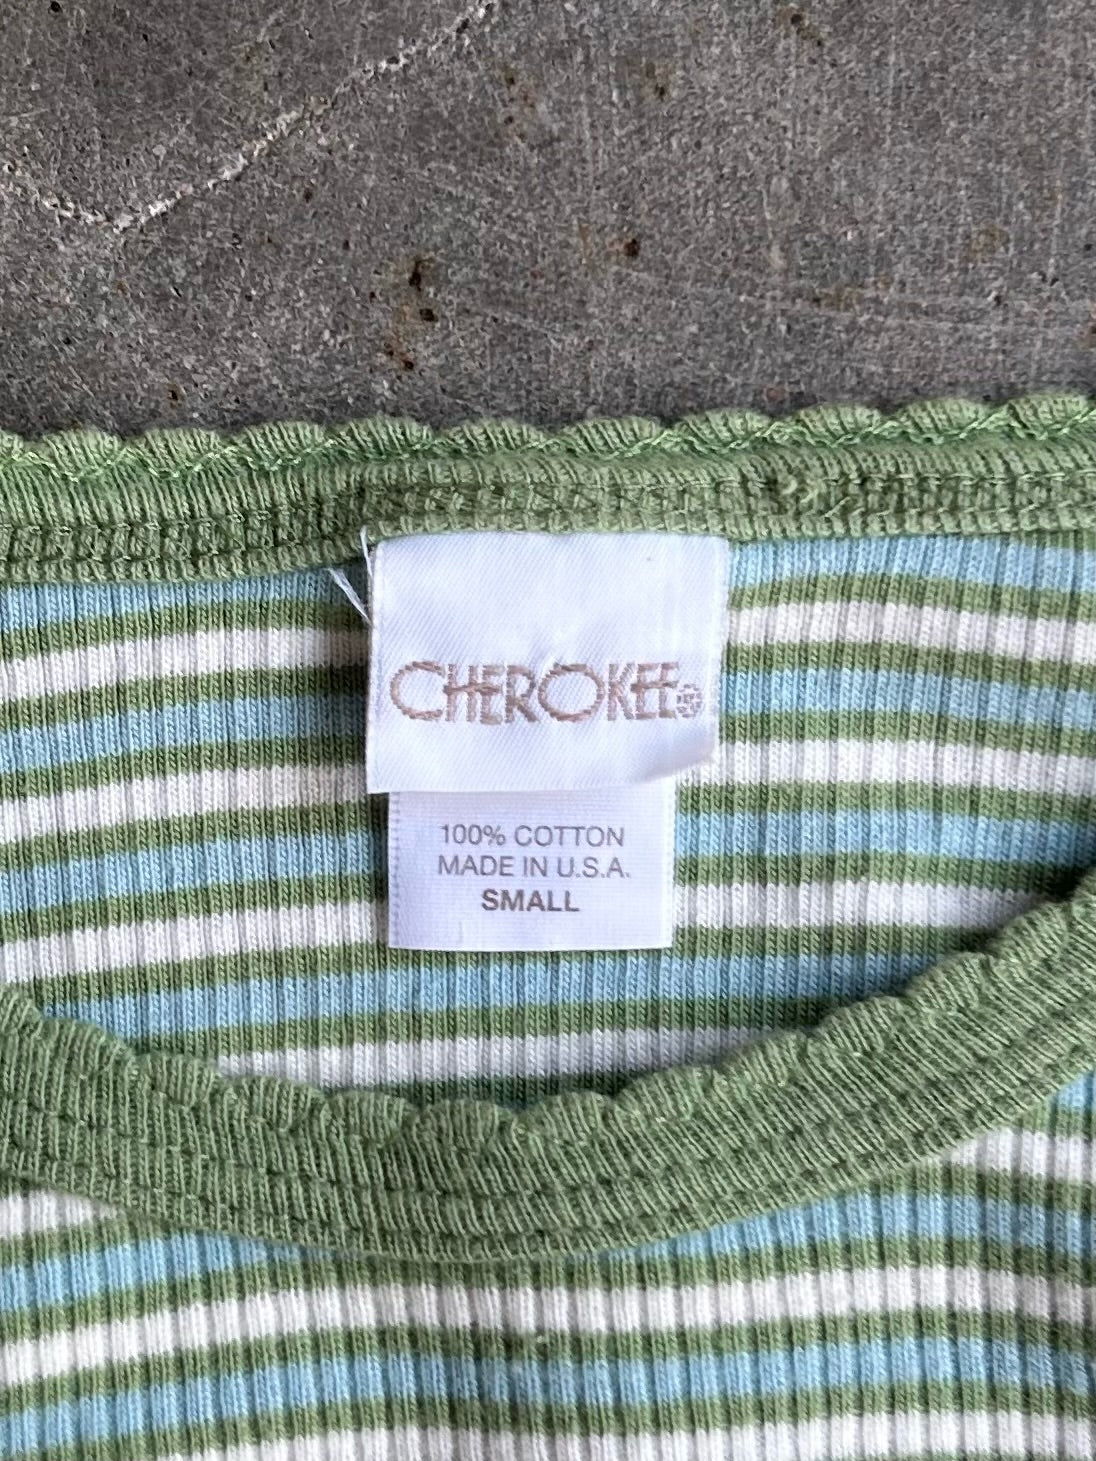 CHEROKEE®
100% COTTON
MADE IN U.S.A.
SMALL